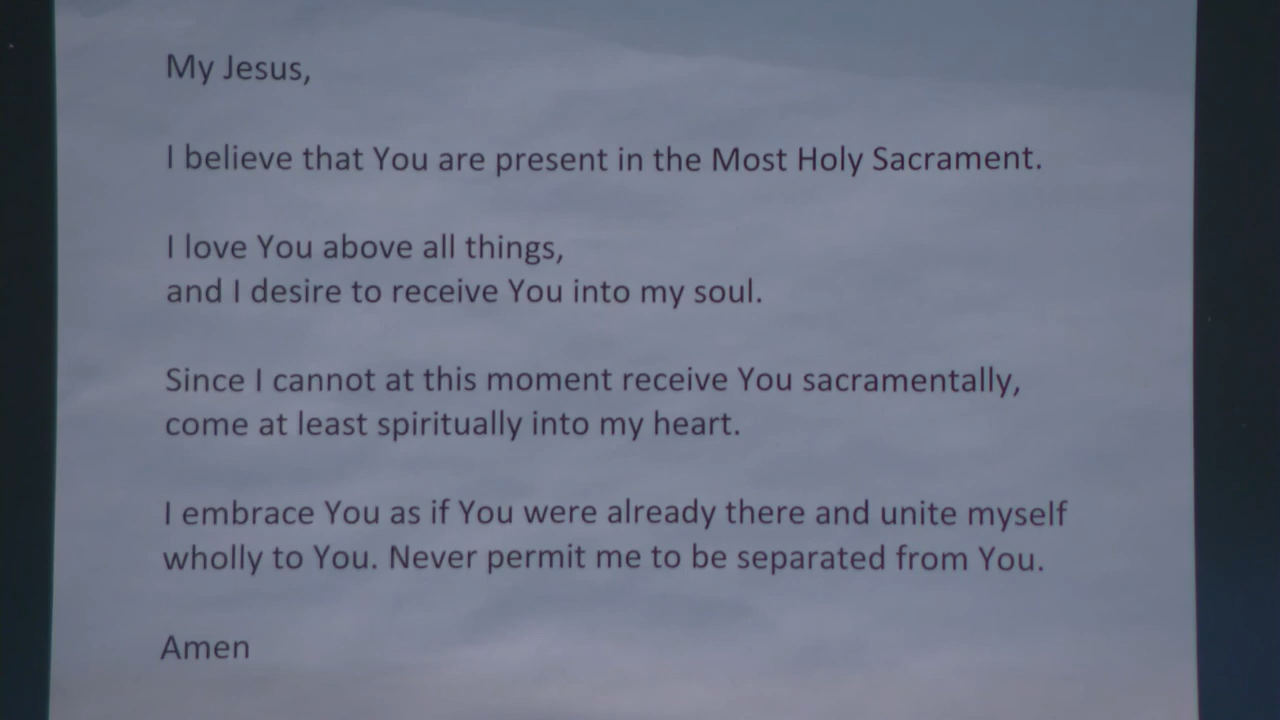 My Jesus,
I believe that You are present in the Most Holy Sacrament.
I love You above all things,
and I desire to receive You into my soul.
Since I cannot at this moment receive You sacramentally,
come at least spiritually into my heart.
I embrace You as if You were already there and unite myself
wholly to You. Never permit me to be separated from You.
Amen